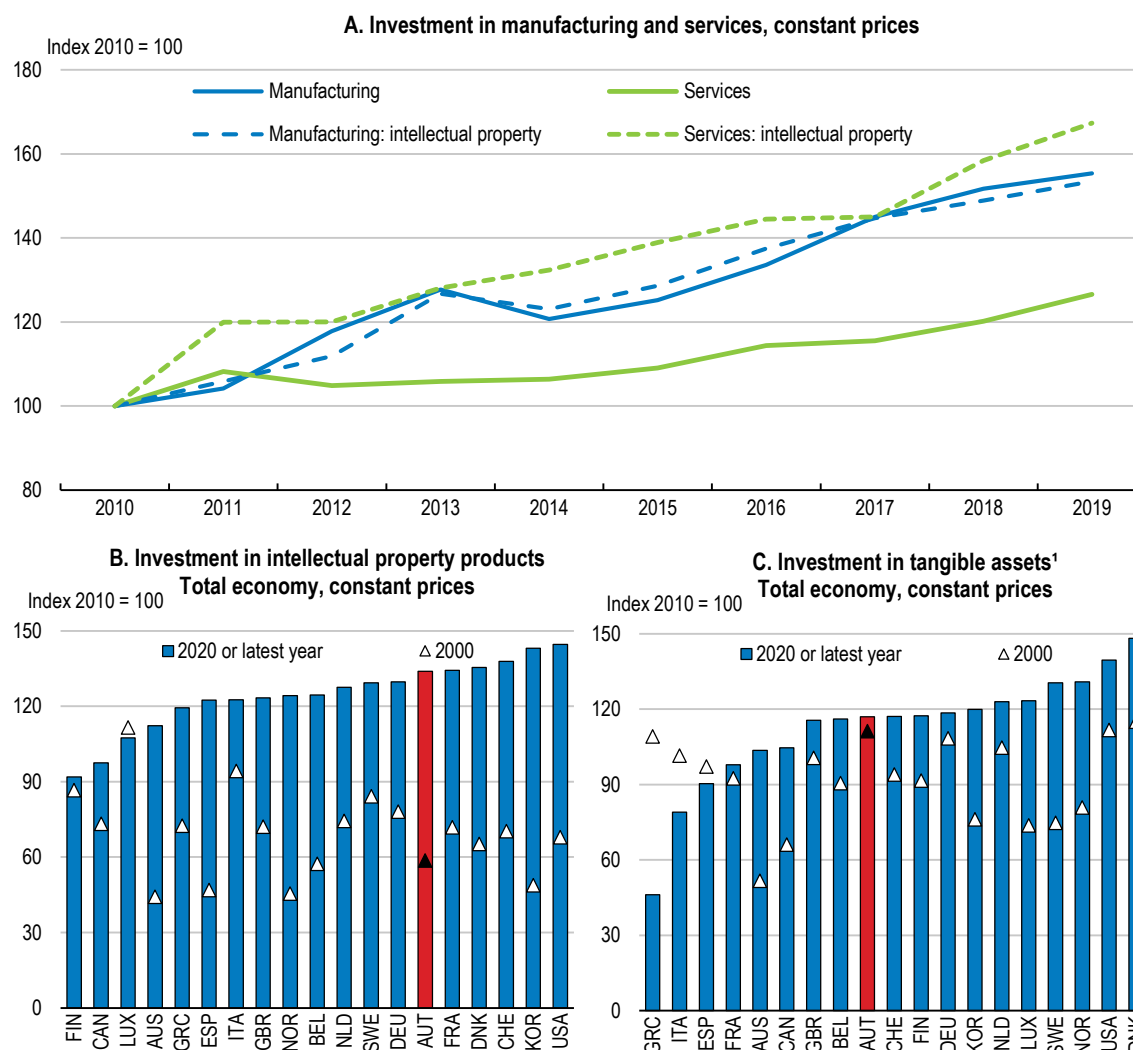 A. Investment in manufacturing and services, constant prices
Index 2010 = 100
180
Manufacturing
Services
Manufacturing: intellectual property
Services: intellectual property
160
140
120
100
80
2010
2011
2012
2013
2014
2015
2016
2017
2018
2019
B. Investment in intellectual property products
Total economy, constant prices
Index 2010 = 100
150
2020 or latest year
2000
120
90
60
30
0
FIN
CAN
LUX
AUS
GRC
ESP
ITA
GBR
NOR
BEL
NLD
SWE
DEU
AUT
FRA
DNK
CHE
KOR
USA
C. Investment in tangible assets¹
Total economy, constant prices
Index 2010 = 100
150
2020 or latest year
2000
120
90
60
30
0
GRC
ITA
ESP
FRA
AUS
CAN
GBR
BEL
AUT
CHE
FIN
DEU
KOR
NLD
LUX
SWE
NOR
USA
DNK